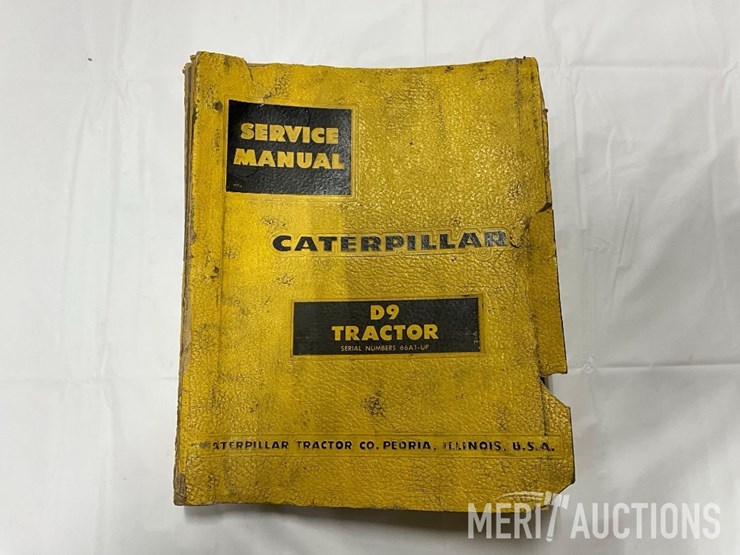 SERVICE
MANUAL
CATERPILLAR
D9
TRACTOR
SERIAL NUMBERS 66A1-UP
CATERPILLAR TRACTOR CO. PEORIA, ILLINOIS, U.S.A.
MERIT AUCTIONS